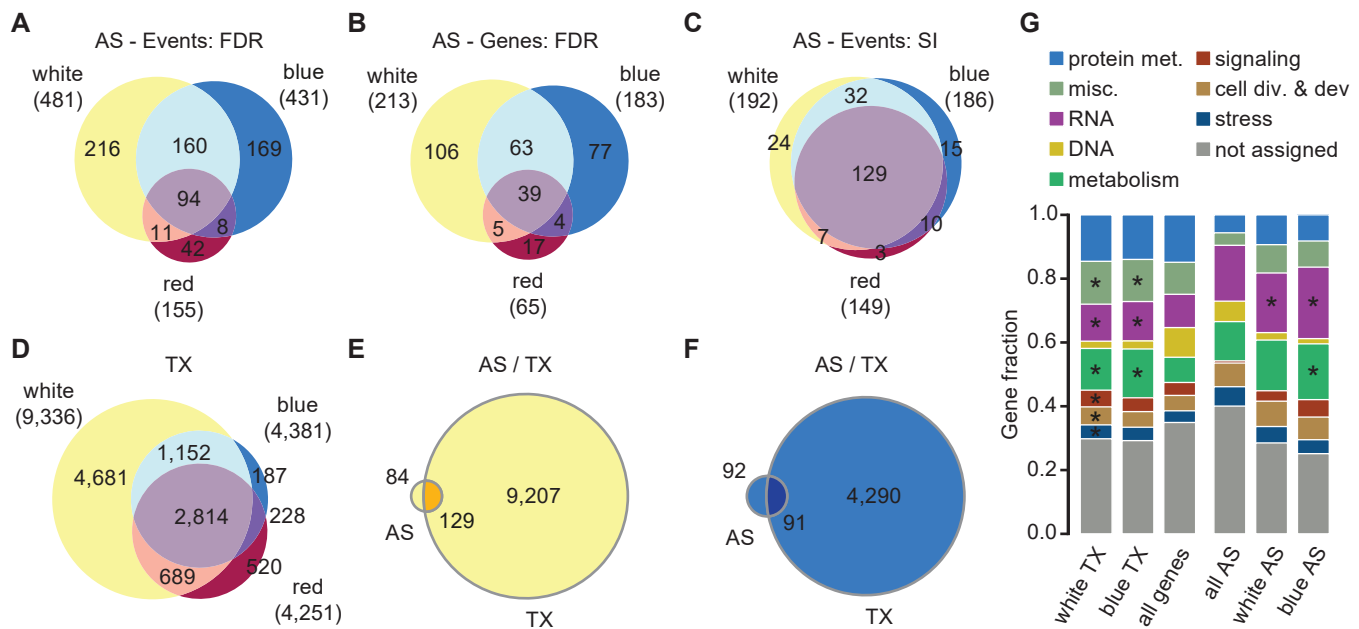 A
AS - Events: FDR
white
(481)
blue
(431)
216
160
169
94
11
8
42
red
(155)
B
AS - Genes: FDR
white
(213)
blue
(183)
106
63
77
39
5
4
17
red
(65)
C
AS - Events: SI
white
(192)
blue
(186)
32
24
15
129
7
10
3
red
(149)
D
TX
white
(9,336)
blue
(4,381)
1,152
4,681
187
2,814
228
689
520
red
(4,251)
E
AS / TX
84
9,207
129
AS
TX
F
AS / TX
92
4,290
91
AS
TX
G
protein met.
misc.
RNA
DNA
metabolism
signaling
cell div. & dev
stress
not assigned
Gene fraction
1.0
0.8
0.6
0.4
0.2
0.0
* *
* * * *
* * *
*
*
*
white TX
blue TX
all genes
all AS
white AS
blue AS